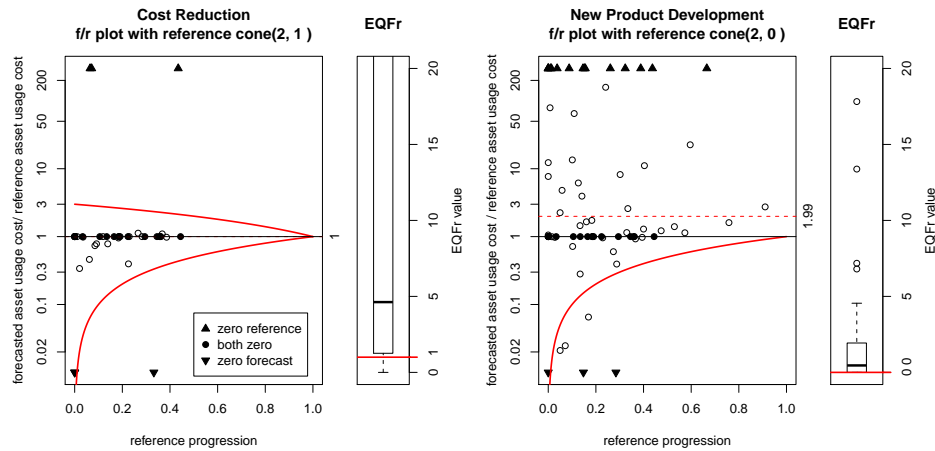 Cost Reduction
f/r plot with reference cone(2, 1 )
EQFr
forecasted asset usage cost/ reference asset usage cost
200
50
10
3
1
0.3
0.1
0.02
1
zero reference
both zero
zero forecast
0.0 0.2 0.4 0.6 0.8 1.0
reference progression
20
15
10
5
1
0
EQFr value
New Product Development
f/r plot with reference cone(2, 0 )
EQFr
forecasted asset usage cost / reference asset usage cost
200
50
10
3
1
0.3
0.1
0.02
1.99
0.0 0.2 0.4 0.6 0.8 1.0
reference progression
20
15
10
5
0.0
EQFr value